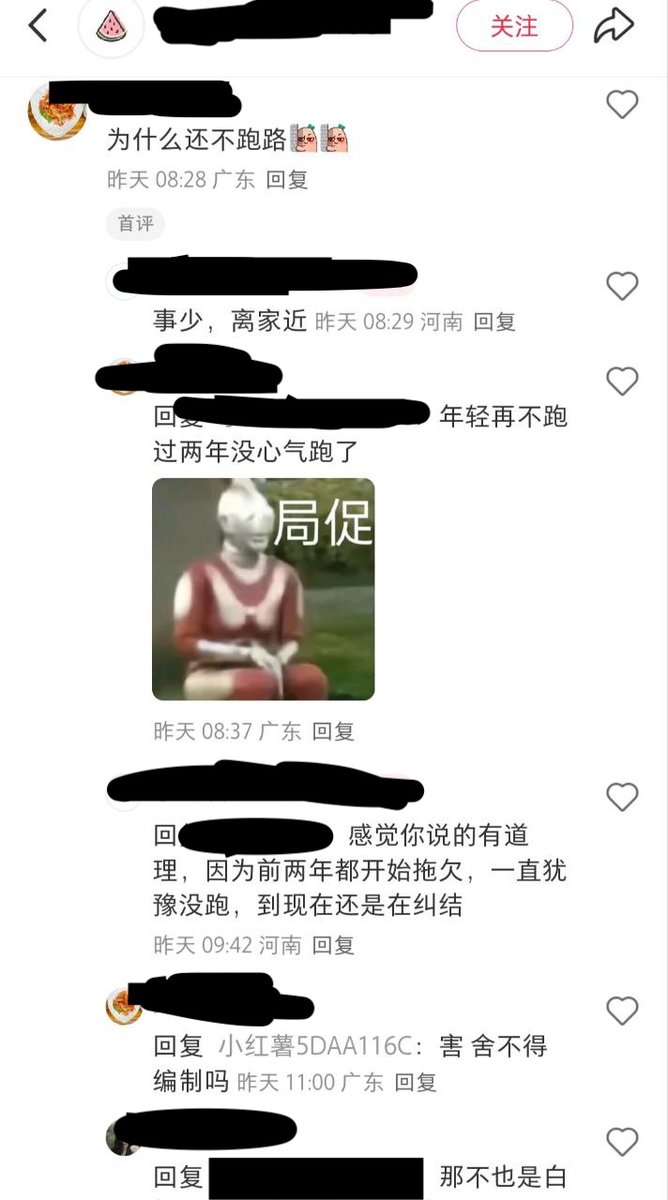 关注
为什么还不跑路
昨天 08:28 广东 回复
首评
事少，离家近 昨天 08:29 河南 回复
回复 年轻再不跑
过两年没心气跑了
局促
昨天 08:37 广东 回复
回 感觉你说的有道
理，因为前两年都开始拖欠，一直犹
豫没跑，到现在还是在纠结
昨天 09:42 河南 回复
回复 小红薯5DAA116C：害 舍不得
编制吗 昨天 11:00 广东 回复
回复 那不也是白